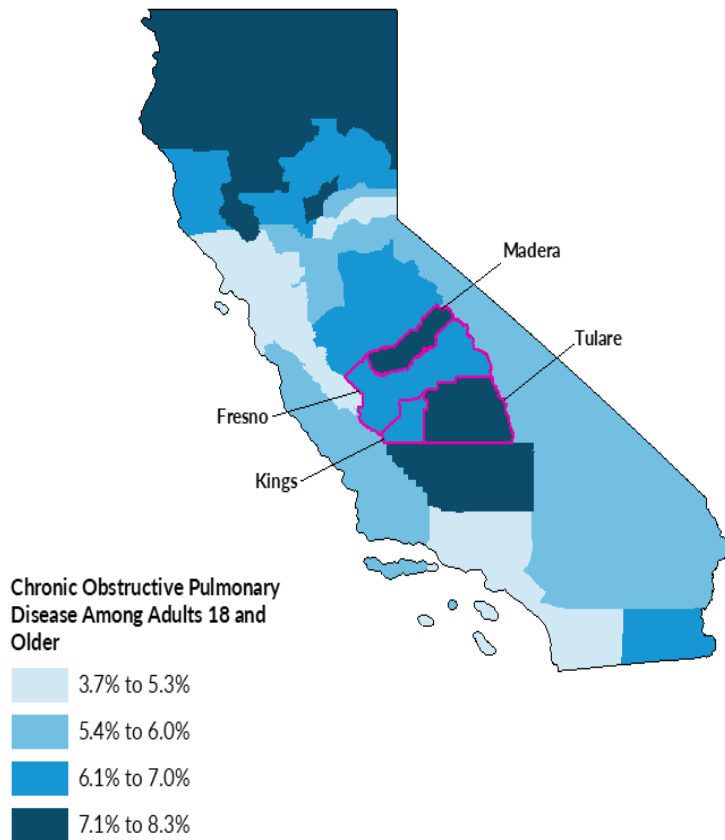 Madera
Tulare
Fresno
Kings
Chronic Obstructive Pulmonary
Disease Among Adults 18 and
Older
3.7% to 5.3%
5.4% to 6.0%
6.1% to 7.0%
7.1% to 8.3%